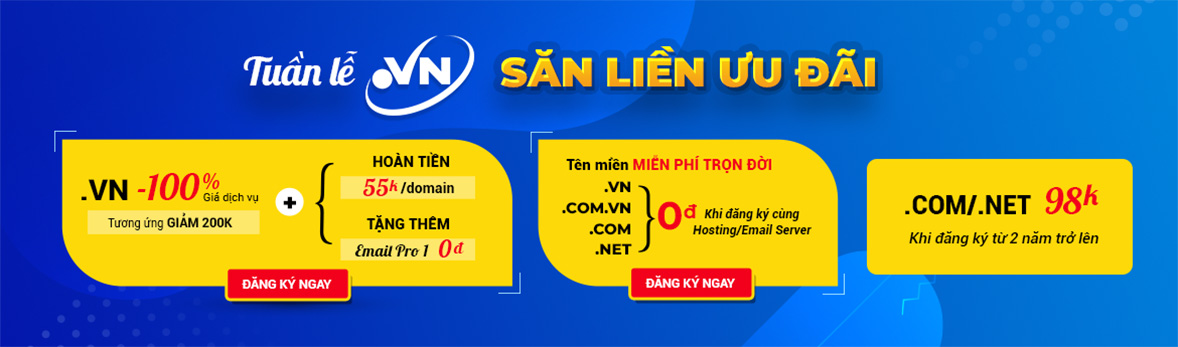 Tuần lễ .VN SĂN LIỀN ƯU ĐÃI
.VN -100% Giá dịch vụ
Tương ứng GIẢM 200K
+
HOÀN TIỀN
55k/domain
TẶNG THÊM
Email Pro 1 0đ
ĐĂNG KÝ NGAY
Tên miền MIỄN PHÍ TRỌN ĐỜI
.VN
.COM.VN
.COM
.NET
0đ Khi đăng ký cùng
Hosting/Email Server
ĐĂNG KÝ NGAY
.COM/.NET 98k
Khi đăng ký từ 2 năm trở lên